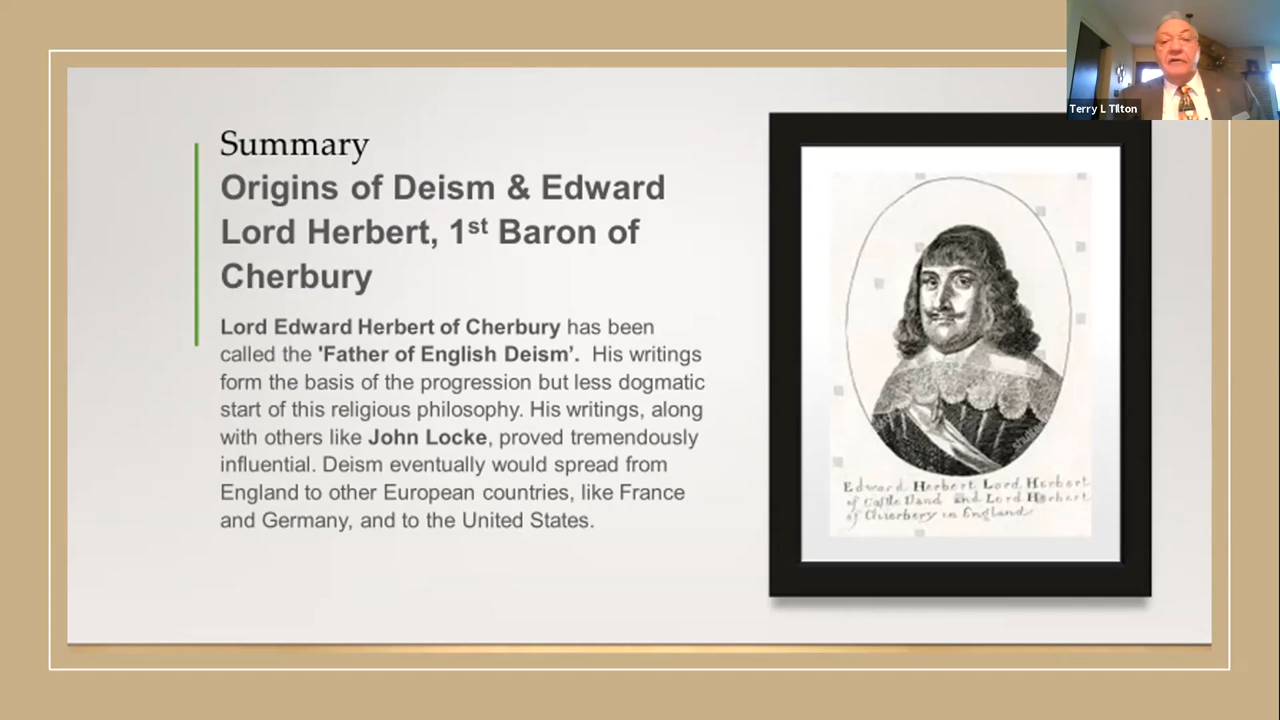 Terry L Tilton
Summary
Origins of Deism & Edward
Lord Herbert, 1st Baron of
Cherbury
Lord Edward Herbert of Cherbury has been
called the 'Father of English Deism’. His writings
form the basis of the progression but less dogmatic
start of this religious philosophy. His writings, along
with others like John Locke, proved tremendously
influential. Deism eventually would spread from
England to other European countries, like France
and Germany, and to the United States.
Edward Herbert Lord Herbert
of Castle and Lord Herbert
of in England